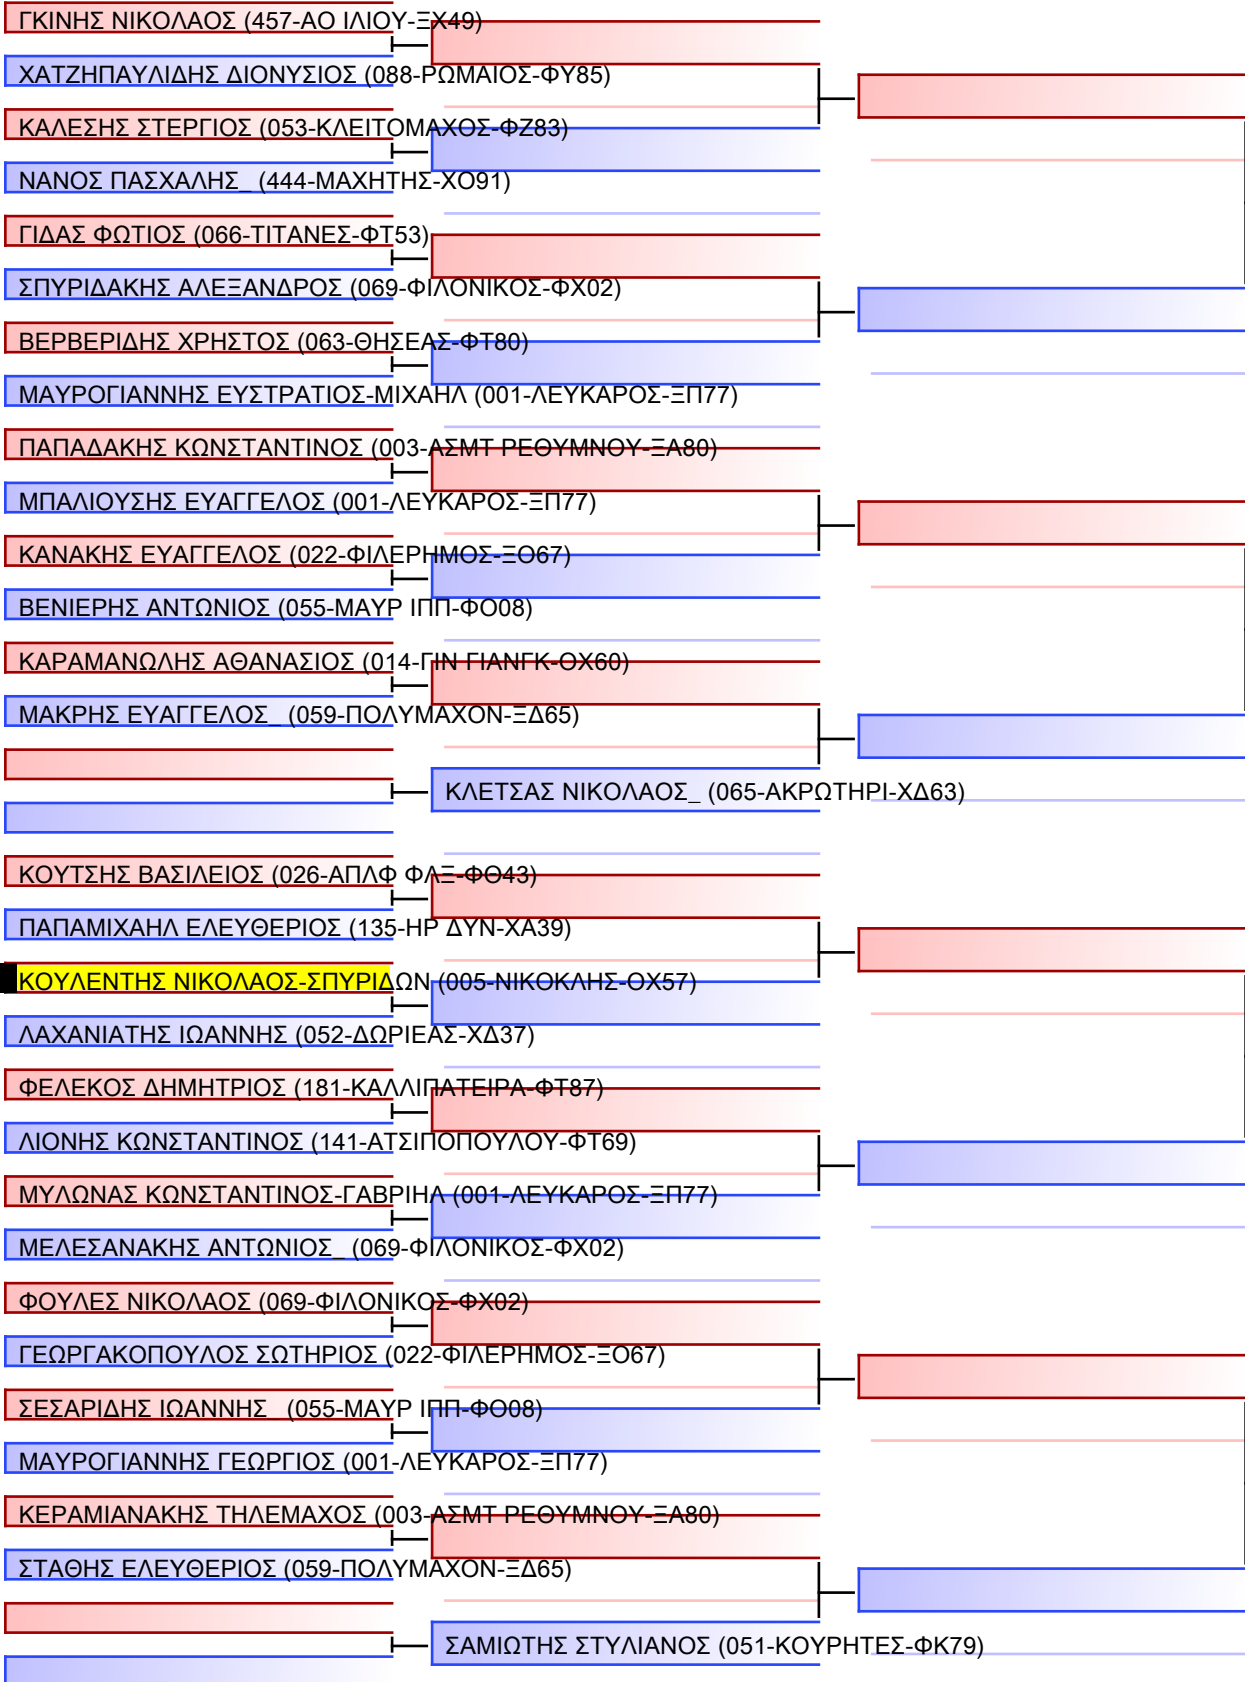 ΓΚΙΝΗΣ ΝΙΚΟΛΑΟΣ (457-ΑΟ ΙΛΙΟΥ-ΞΧ49)
ΧΑΤΖΗΠΑΥΛΙΔΗΣ ΔΙΟΝΥΣΙΟΣ (088-ΡΩΜΑΙΟΣ-ΦΥ85)
ΚΑΛΕΣΗΣ ΣΤΕΡΓΙΟΣ (053-ΚΛΕΙΤΟΜΑΧΟΣ-ΦΖ83)
ΝΑΝΟΣ ΠΑΣΧΑΛΗΣ_ (444-ΜΑΧΗΤΗΣ-ΧΟ91)
ΓΙΔΑΣ ΦΩΤΙΟΣ (066-ΤΙΤΑΝΕΣ-ΦΤ53)
ΣΠΥΡΙΔΑΚΗΣ ΑΛΕΞΑΝΔΡΟΣ (069-ΦΙΛΟΝΙΚΟΣ-ΦΧ02)
ΒΕΡΒΕΡΙΔΗΣ ΧΡΗΣΤΟΣ (063-ΘΗΣΕΑΣ-ΦΤ80)
ΜΑΥΡΟΓΙΑΝΝΗΣ ΕΥΣΤΡΑΤΙΟΣ-ΜΙΧΑΗΛ (001-ΛΕΥΚΑΡΟΣ-ΞΠ77)
ΠΑΠΑΔΑΚΗΣ ΚΩΝΣΤΑΝΤΙΝΟΣ (003-ΑΣΜΤ ΡΕΘΥΜΝΟΥ-ΞΑ80)
ΜΠΑΛΙΟΥΣΗΣ ΕΥΑΓΓΕΛΟΣ (001-ΛΕΥΚΑΡΟΣ-ΞΠ77)
ΚΑΝΑΚΗΣ ΕΥΑΓΓΕΛΟΣ (022-ΦΙΛΕΡΗΜΟΣ-ΞΟ67)
ΒΕΝΙΕΡΗΣ ΑΝΤΩΝΙΟΣ (055-ΜΑΥΡ ΙΠΠ-ΦΟ08)
ΚΑΡΑΜΑΝΩΛΗΣ ΑΘΑΝΑΣΙΟΣ (014-ΓΙΝ ΓΙΑΝΓΚ-ΟΧ60)
ΜΑΚΡΗΣ ΕΥΑΓΓΕΛΟΣ_ (059-ΠΟΛΥΜΑΧΟΝ-ΞΔ65)
ΚΛΕΤΣΑΣ ΝΙΚΟΛΑΟΣ_ (065-ΑΚΡΩΤΗΡΙ-ΧΔ63)
ΚΟΥΤΣΗΣ ΒΑΣΙΛΕΙΟΣ (026-ΑΠΛΦ ΦΛΞ-ΦΘ43)
ΠΑΠΑΜΙΧΑΗΛ ΕΛΕΥΘΕΡΙΟΣ (135-ΗΡ ΔΥΝ-ΧΑ39)
ΚΟΥΛΕΝΤΗΣ ΝΙΚΟΛΑΟΣ-ΣΠΥΡΙΔΩΝ (005-ΝΙΚΟΚΛΗΣ-ΟΧ57)
ΛΑΧΑΝΙΑΤΗΣ ΙΩΑΝΝΗΣ (052-ΔΩΡΙΕΑΣ-ΧΔ37)
ΦΕΛΕΚΟΣ ΔΗΜΗΤΡΙΟΣ (181-ΚΑΛΛΙΠΑΤΕΙΡΑ-ΦΤ87)
ΛΙΟΝΗΣ ΚΩΝΣΤΑΝΤΙΝΟΣ (141-ΑΤΣΙΠΟΠΟΥΛΟΥ-ΦΤ69)
ΜΥΛΩΝΑΣ ΚΩΝΣΤΑΝΤΙΝΟΣ-ΓΑΒΡΙΗΛ (001-ΛΕΥΚΑΡΟΣ-ΞΠ77)
ΜΕΛΕΣΑΝΑΚΗΣ ΑΝΤΩΝΙΟΣ_ (069-ΦΙΛΟΝΙΚΟΣ-ΦΧ02)
ΦΟΥΛΕΣ ΝΙΚΟΛΑΟΣ (069-ΦΙΛΟΝΙΚΟΣ-ΦΧ02)
ΓΕΩΡΓΑΚΟΠΟΥΛΟΣ ΣΩΤΗΡΙΟΣ (022-ΦΙΛΕΡΗΜΟΣ-ΞΟ67)
ΣΕΣΑΡΙΔΗΣ ΙΩΑΝΝΗΣ_ (055-ΜΑΥΡ ΙΠΠ-ΦΟ08)
ΜΑΥΡΟΓΙΑΝΝΗΣ ΓΕΩΡΓΙΟΣ (001-ΛΕΥΚΑΡΟΣ-ΞΠ77)
ΚΕΡΑΜΙΑΝΑΚΗΣ ΤΗΛΕΜΑΧΟΣ (003-ΑΣΜΤ ΡΕΘΥΜΝΟΥ-ΞΑ80)
ΣΤΑΘΗΣ ΕΛΕΥΘΕΡΙΟΣ (059-ΠΟΛΥΜΑΧΟΝ-ΞΔ65)
ΣΑΜΙΩΤΗΣ ΣΤΥΛΙΑΝΟΣ (051-ΚΟΥΡΗΤΕΣ-ΦΚ79)